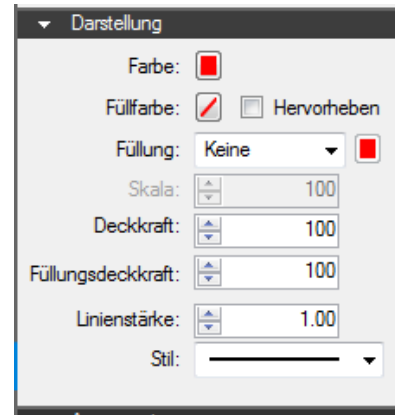 Darstellung
Farbe:
Füllfarbe: Hervorheben
Füllung: Keine
Skala: 100
Deckkraft: 100
Füllungsdeckkraft: 100
Linienstärke: 1.00
Stil: